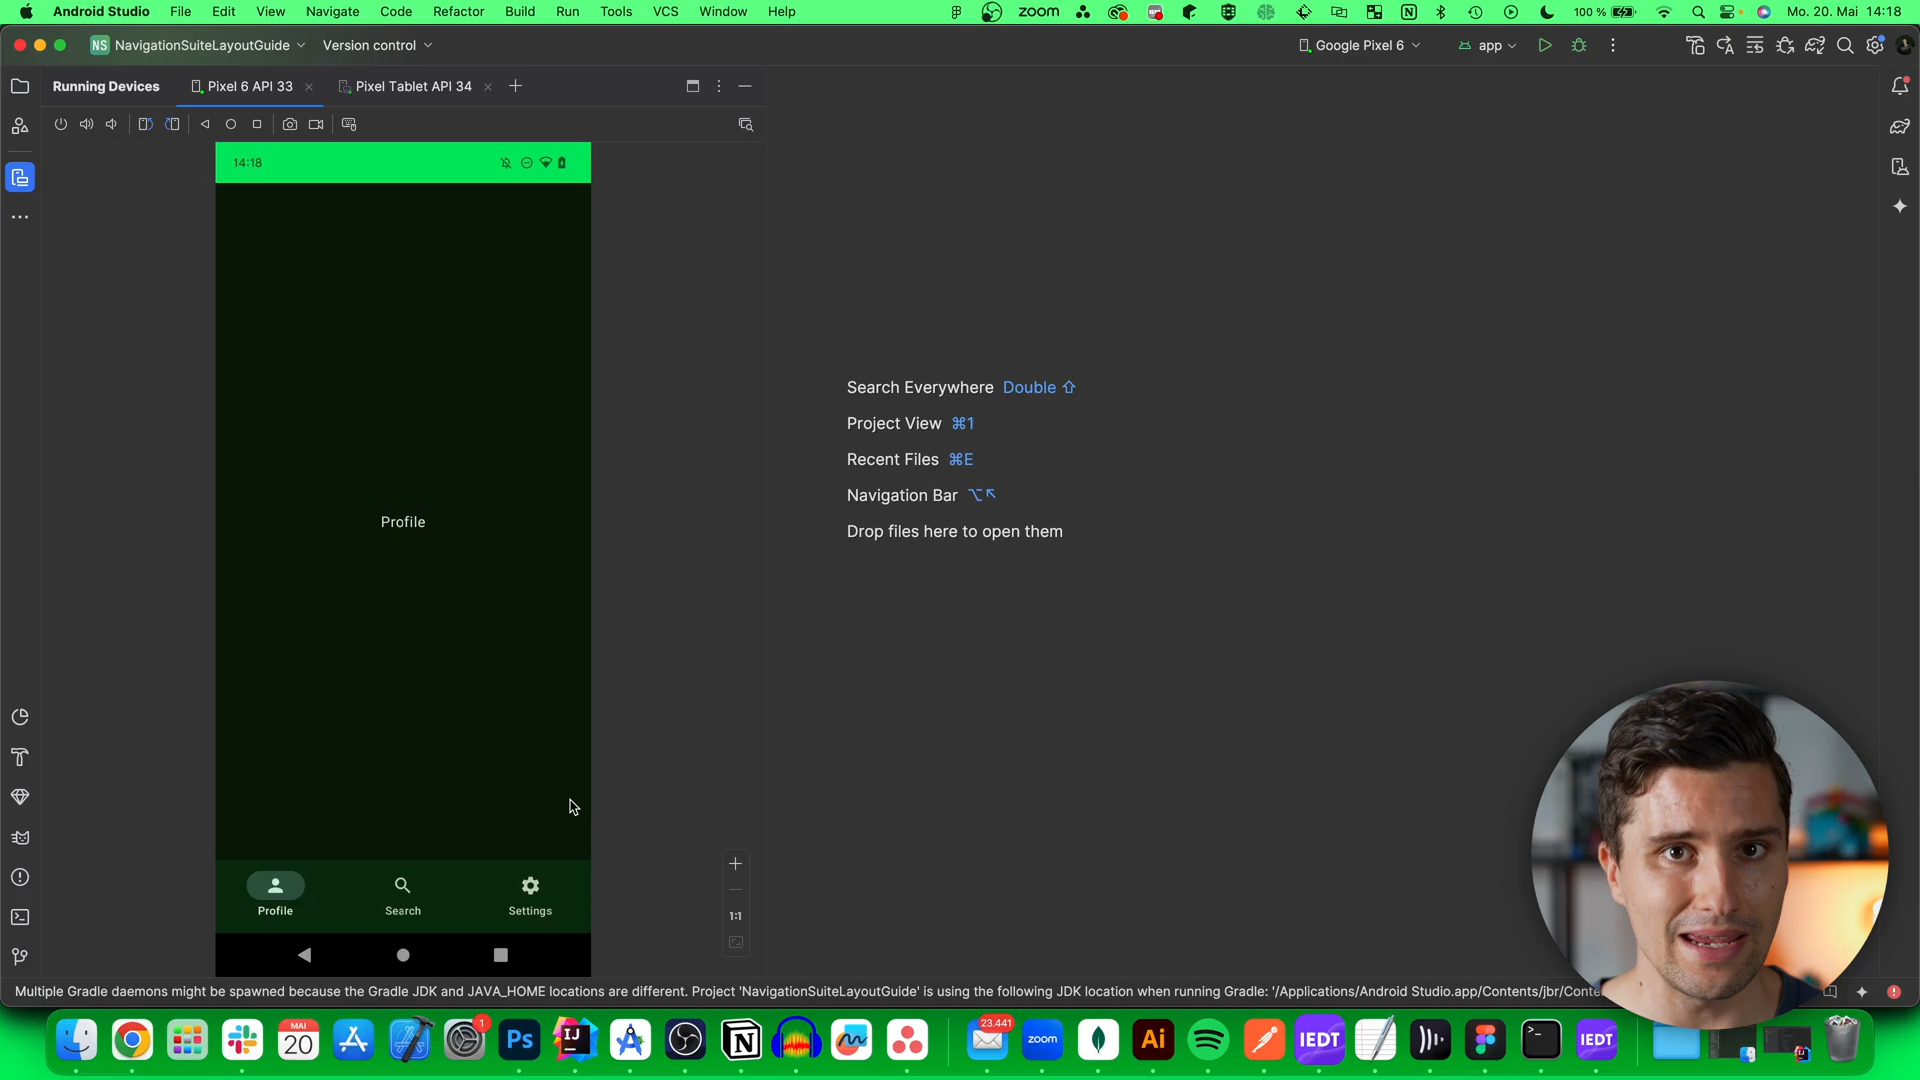 Android Studio File Edit View Navigate Code Refactor Build Run Tools VCS Window Help zoom N 100 % Mo. 20. Mai 14:18
NS NavigationSuiteLayoutGuide Version control Google Pixel 6 app
Running Devices Pixel 6 API 33 Pixel Tablet API 34
14:18
Search Everywhere Double ⇧
Project View ⌘1
Recent Files ⌘E
Navigation Bar ⌥↖
Drop files here to open them
Profile
Profile Search Settings
1:1
Multiple Gradle daemons might be spawned because the Gradle JDK and JAVA_HOME locations are different. Project 'NavigationSuiteLayoutGuide' is using the following JDK location when running Gradle: '/Applications/Android Studio.app/Contents/jbr/Conte
MAI
20
1
Ps
IJ
N
23.441
zoom
Ai
IEDT
>_
IEDT